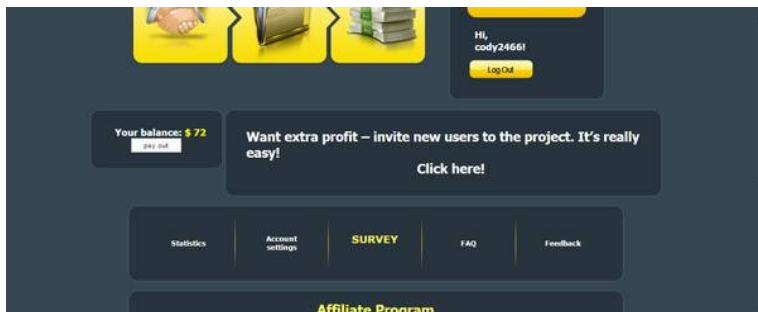 Hi,
cody2466!
Log Out
Your balance: $ 72
pay out
Want extra profit – invite new users to the project. It's really
easy!
Click here!
Statistics
Account
settings
SURVEY
FAQ
Feedback
Affiliate Program